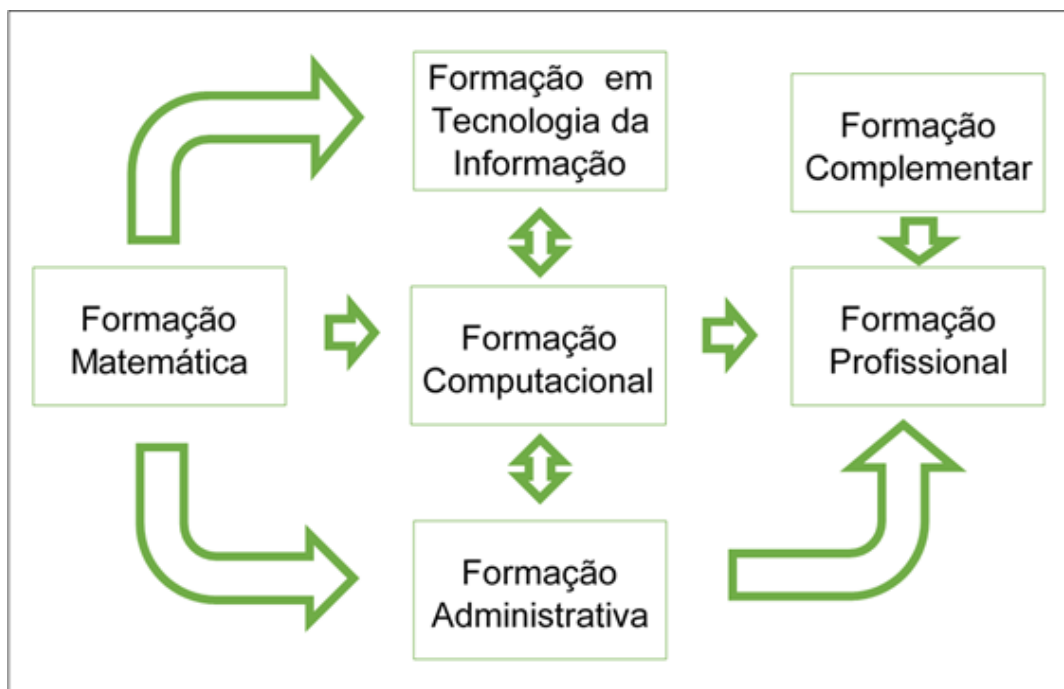 Formação em
Tecnologia da
Informação
Formação
Complementar
Formação
Matemática
Formação
Computacional
Formação
Profissional
Formação
Administrativa